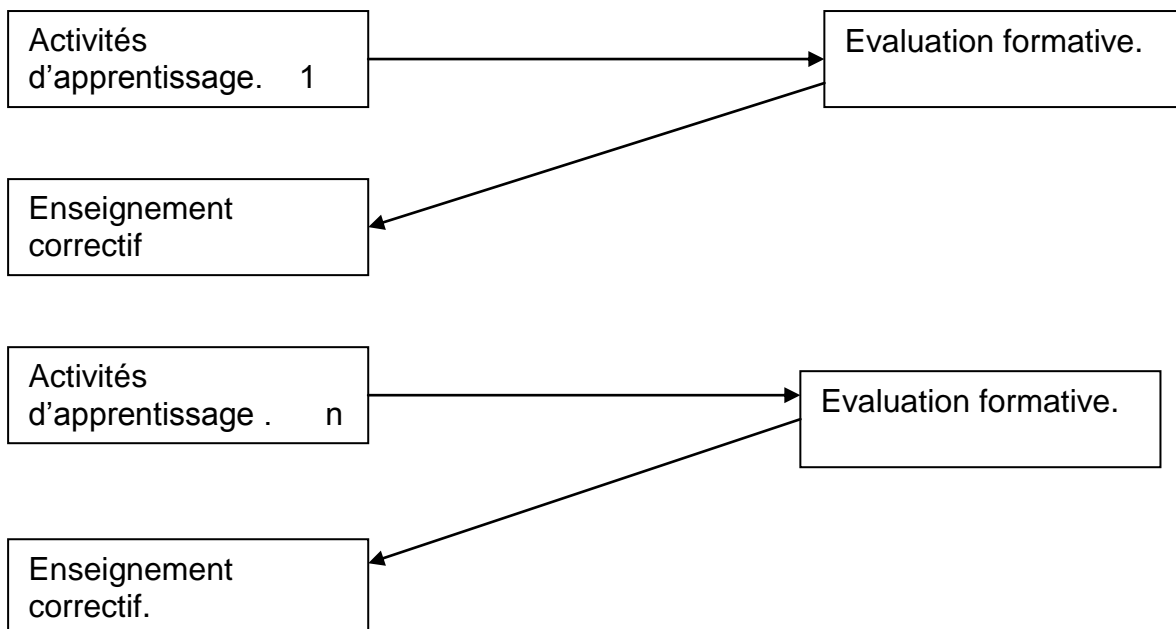 Activités
d’apprentissage. 1
Evaluation formative.
Enseignement
correctif
Activités
d’apprentissage . n
Evaluation formative.
Enseignement
correctif.